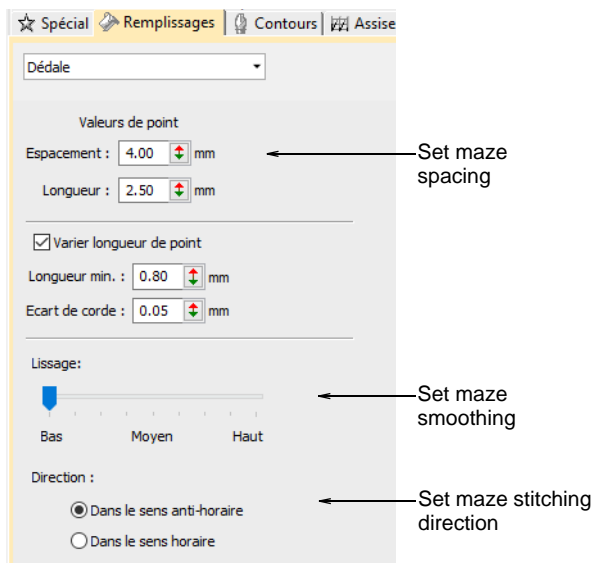 Spécial Remplissages Contours Assise
Dédale
Valeurs de point
Espacement : 4.00 mm
Set maze
spacing
Longueur : 2.50 mm
Varier longueur de point
Longueur min. : 0.80 mm
Ecart de corde : 0.05 mm
Lissage:
Set maze
smoothing
Bas Moyen Haut
Direction :
Set maze stitching
direction
Dans le sens anti-horaire
Dans le sens horaire